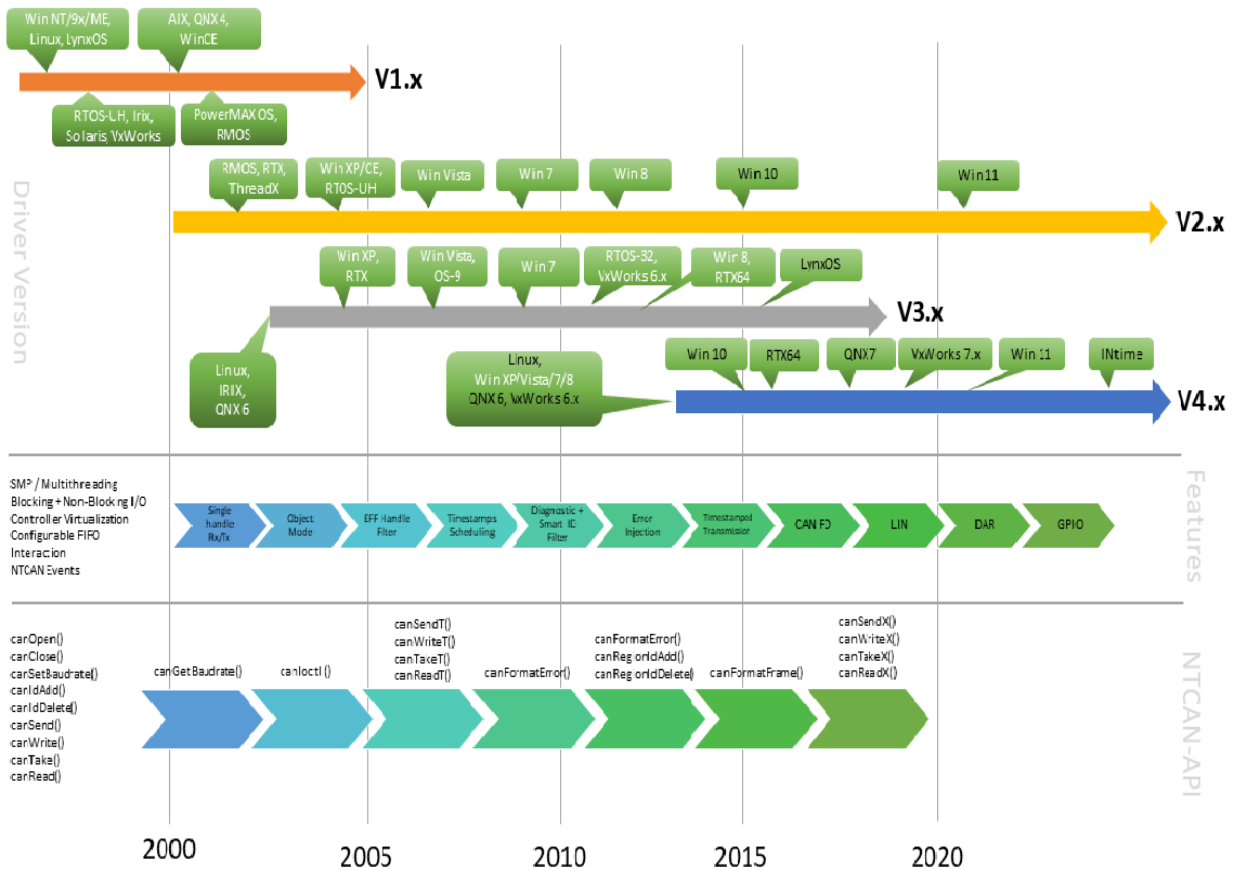 Win NT/9x/ME,
Linux, LynxOS
AIX, QNX 4,
WinCE
V1.x
RTOS-UH, Irix,
Solaris, VxWorks
PowerMAX OS,
RMOS
RMOS, RTX,
ThreadX
Win XP/CE,
RTOS-UH
Win Vista
Win 7
Win 8
Win 10
Win 11
V2.x
Driver Version
Win XP,
RTX
Win Vista,
OS-9
Win 7
RTOS-32,
VxWorks 6.x
Win 8,
RTX64
LynxOS
V3.x
Linux,
IRIX,
QNX 6
Linux,
Win XP/Vista/7/8
QNX 6, VxWorks 6.x
Win 10
RTX64
QNX7
VxWorks 7.x
Win 11
INtime
V4.x
SMP / Multithreading
Blocking + Non-Blocking I/O
Controller Virtualization
Configurable FIFO
Interaction
NTCAN Events
Single
handle
Rx/Tx
Object
Mode
EFF Handle
Filter
Timestamps
Scheduling
Diagnostic +
Smart ID
Filter
Error
Injection
Timestamped
Transmission
CAN FD
LIN
DAR
GPIO
Features
canOpen()
canClose()
canSetBaudrate()
canIdAdd()
canIdDelete()
canSend()
canWrite()
canTake()
canRead()
canGetBaudrate()
canIoctl()
canSendT()
canWriteT()
canTakeT()
canReadT()
canFormatError()
canFormatError()
canRegionIdAdd()
canRegionIdDelete()
canFormatFrame()
canSendX()
canWriteX()
canTakeX()
canReadX()
NTCAN-API
2000
2005
2010
2015
2020